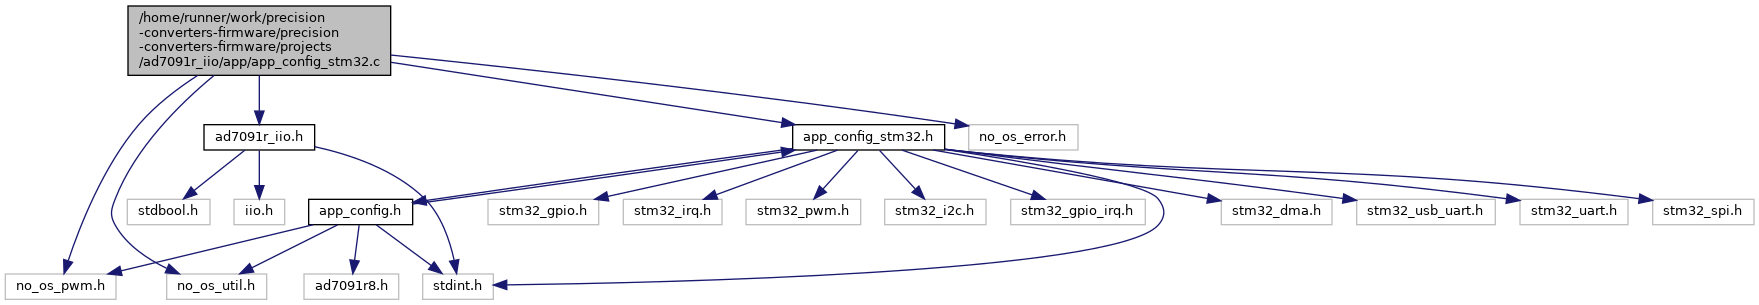 /home/runner/work/precision
-converters-firmware/precision
-converters-firmware/projects
/ad7091r_iio/app/app_config_stm32.c
ad7091r_iio.h
app_config_stm32.h
no_os_error.h
stdbool.h
iio.h
app_config.h
stm32_gpio.h
stm32_irq.h
stm32_pwm.h
stm32_i2c.h
stm32_gpio_irq.h
stm32_dma.h
stm32_usb_uart.h
stm32_uart.h
stm32_spi.h
no_os_pwm.h
no_os_util.h
ad7091r8.h
stdint.h